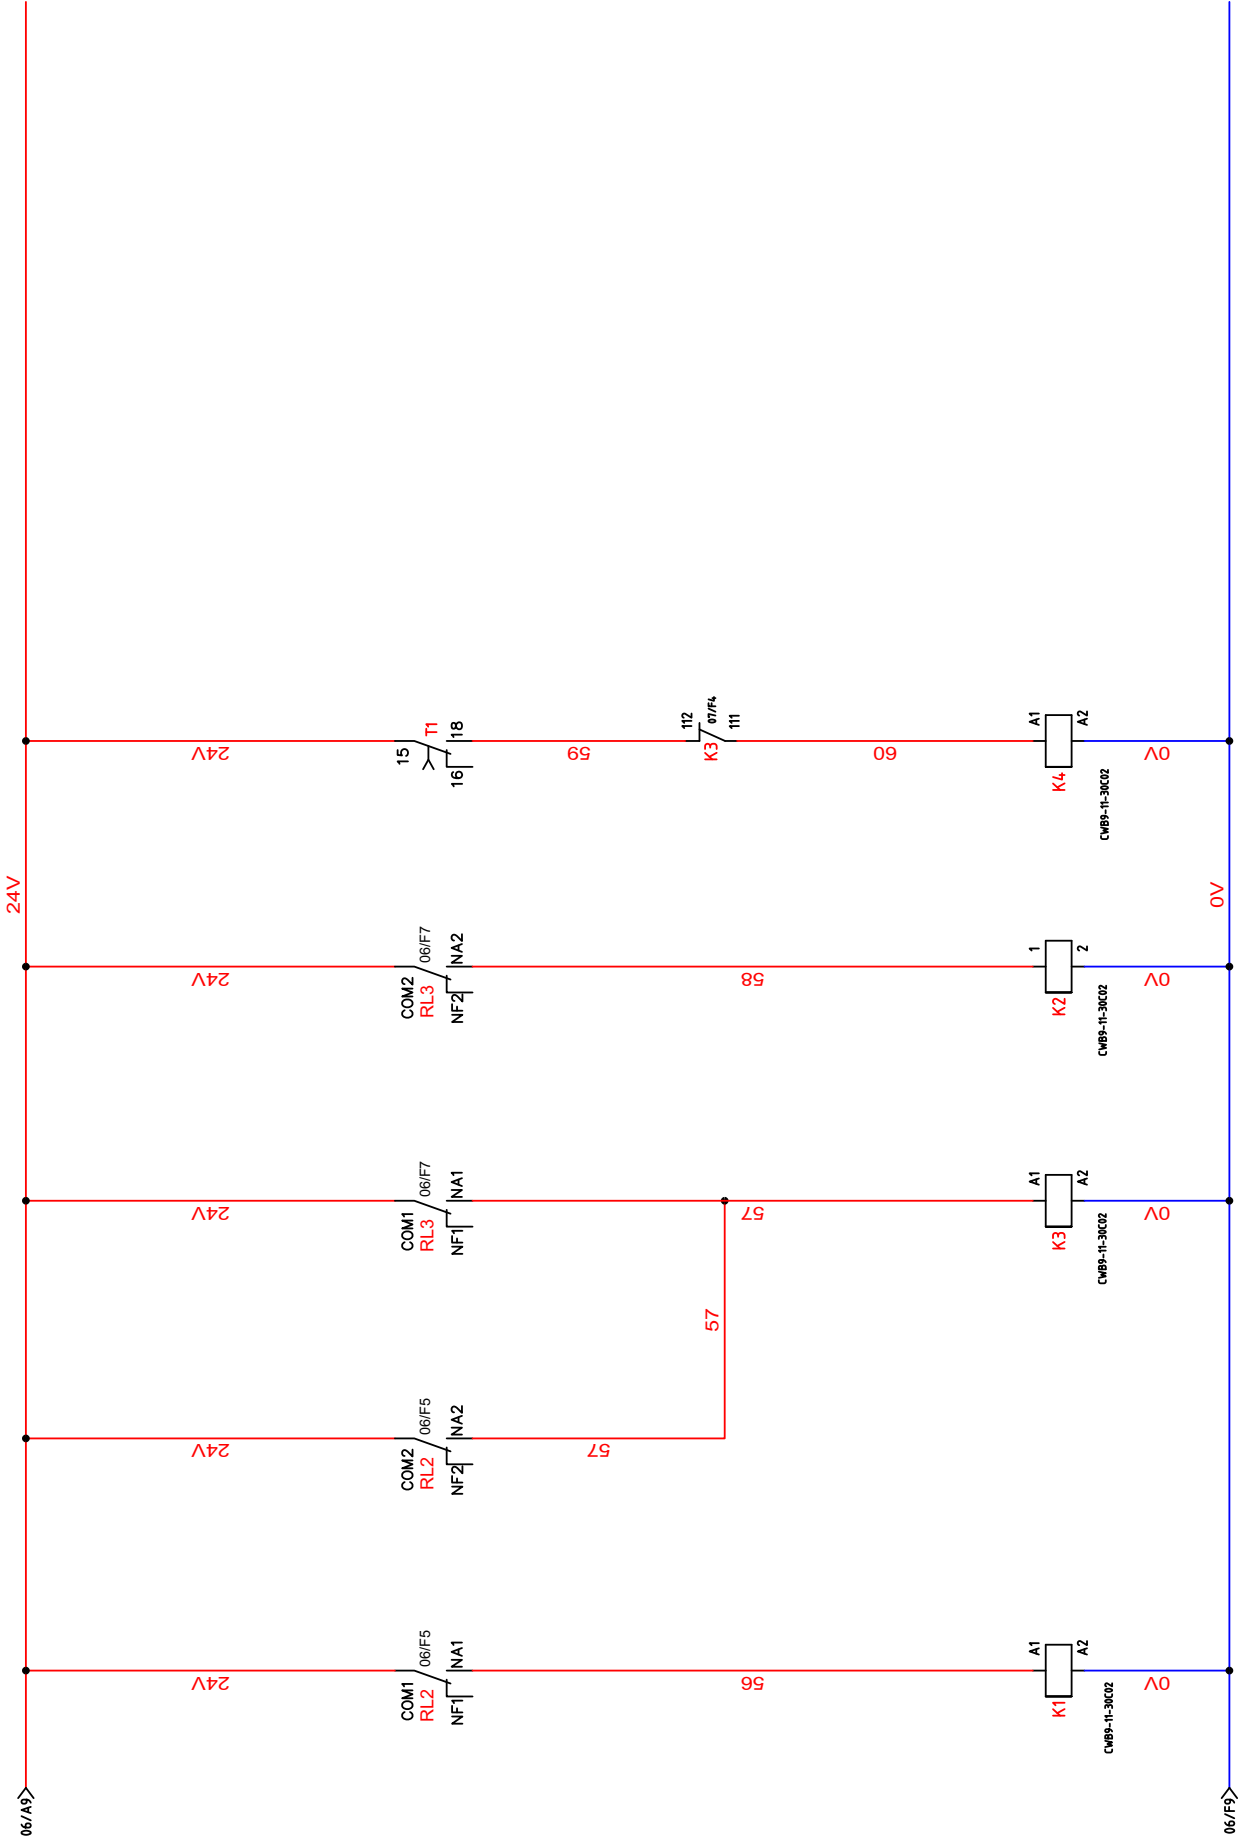 06/A9
24V
24V
COM1
RL2
06/F5
NF1
NA1
56
A1
K1
A2
CWB9-11-30C02
0V
24V
COM2
RL2
06/F5
NF2
NA2
57
57
24V
COM1
RL3
06/F7
NF1
NA1
57
A1
K3
A2
CWB9-11-30C02
0V
24V
COM2
RL3
06/F7
NF2
NA2
58
1
K2
2
CWB9-11-30C02
0V
24V
15
T1
16
18
59
112
K3
07/F4
111
60
A1
K4
A2
CWB9-11-30C02
0V
0V
06/F9